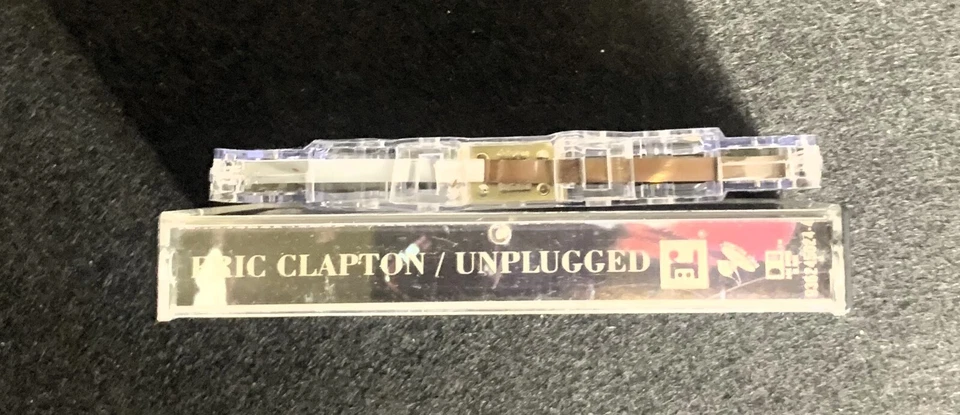 ERIC CLAPTON / UNPLUGGED